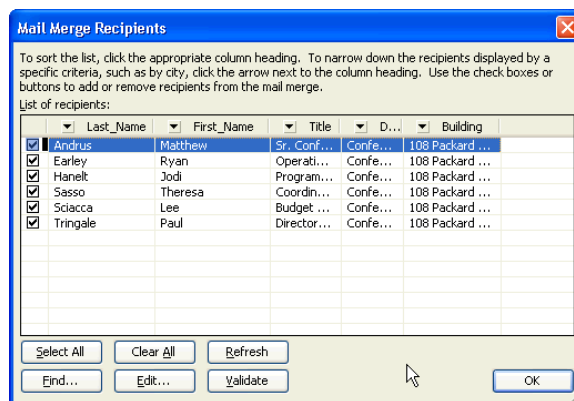 Mail Merge Recipients
To sort the list, click the appropriate column heading. To narrow down the recipients displayed by a
specific criteria, such as by city, click the arrow next to the column heading. Use the check boxes or
buttons to add or remove recipients from the mail merge.
List of recipients:
Last_Name First_Name Title D... Building
Andrus Matthew Sr. Conf... Confe... 108 Packard ...
Earley Ryan Operati... Confe... 108 Packard ...
Hanelt Jodi Program... Confe... 108 Packard ...
Sasso Theresa Coordin... Confe... 108 Packard ...
Sciacca Lee Budget ... Confe... 108 Packard ...
Tringale Paul Director... Confe... 108 Packard ...
Select All Clear All Refresh
Find... Edit... Validate OK